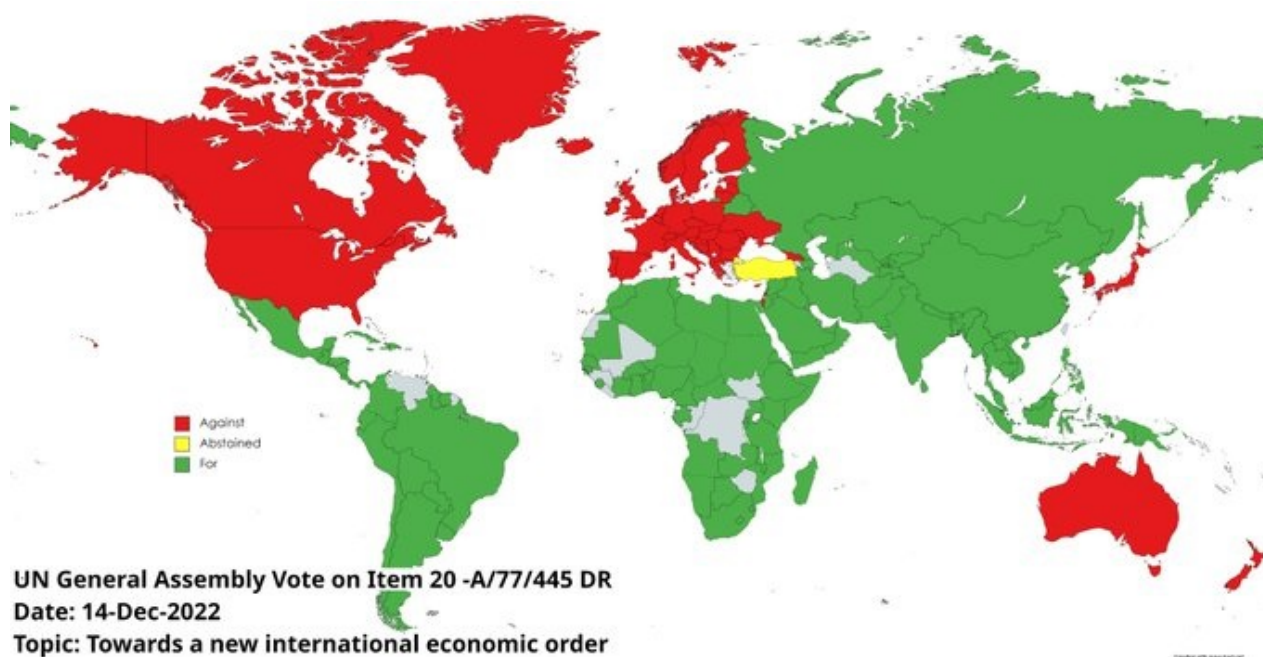 Against
Abstained
For
UN General Assembly Vote on Item 20 -A/77/445 DR
Date: 14-Dec-2022
Topic: Towards a new international economic order